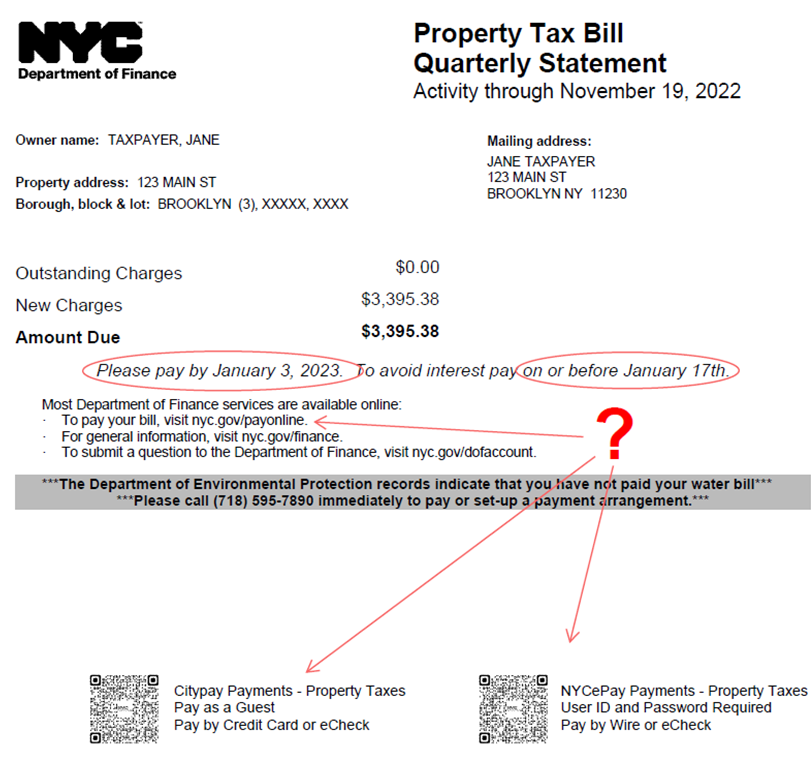 NYC
Department of Finance
Property Tax Bill
Quarterly Statement
Activity through November 19, 2022
Owner name: TAXPAYER, JANE
Property address: 123 MAIN ST
Borough, block & lot: BROOKLYN (3), XXXXX, XXXX
Mailing address:
JANE TAXPAYER
123 MAIN ST
BROOKLYN NY 11230
Outstanding Charges $0.00
New Charges $3,395.38
Amount Due $3,395.38
Please pay by January 3, 2023. To avoid interest pay on or before January 17th.
Most Department of Finance services are available online:
· To pay your bill, visit nyc.gov/payonline.
· For general information, visit nyc.gov/finance.
· To submit a question to the Department of Finance, visit nyc.gov/dofaccount.
?
***The Department of Environmental Protection records indicate that you have not paid your water bill***
***Please call (718) 595-7890 immediately to pay or set-up a payment arrangement.***
Citypay Payments - Property Taxes
Pay as a Guest
Pay by Credit Card or eCheck
NYCePay Payments - Property Taxes
User ID and Password Required
Pay by Wire or eCheck